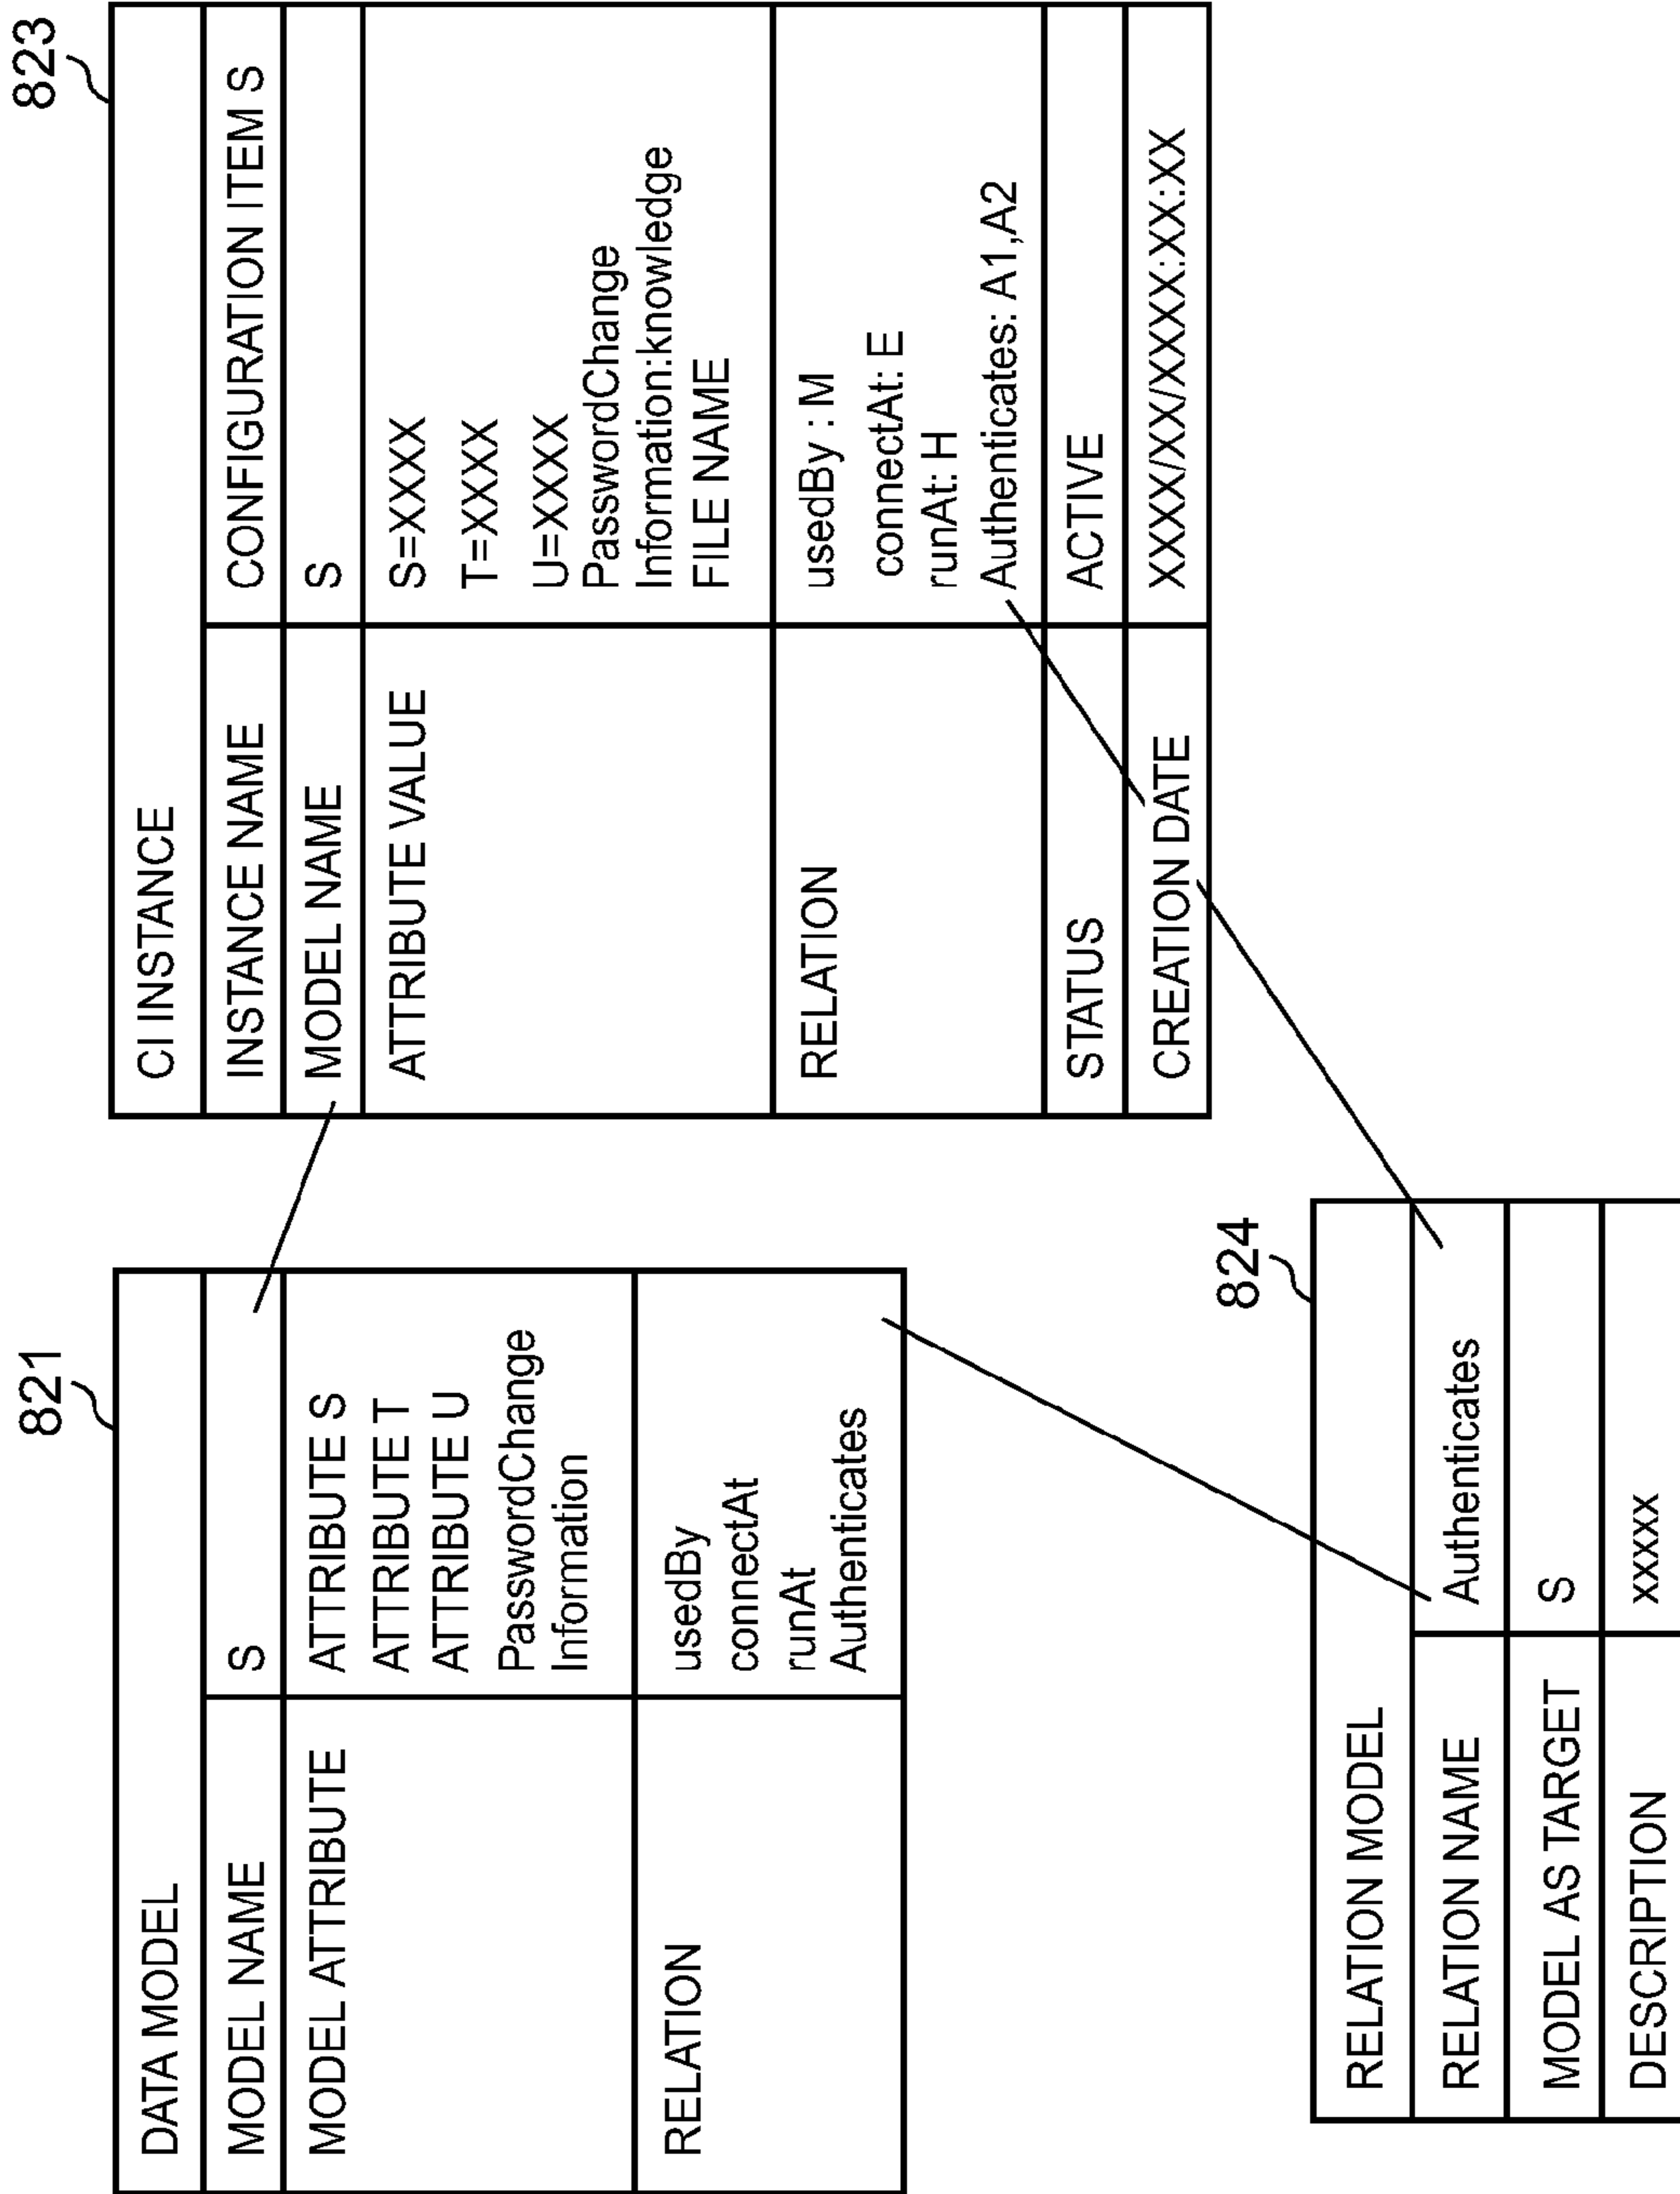 821
DATA MODEL
MODEL NAME
S
MODEL ATTRIBUTE
ATTRIBUTE S
ATTRIBUTE T
ATTRIBUTE U
PasswordChange
Information
RELATION
usedBy
connectAt
runAt
Authenticates
823
CI INSTANCE
INSTANCE NAME
CONFIGURATION ITEM S
MODEL NAME
S
ATTRIBUTE VALUE
S=XXXX
T=XXXX
U=XXXX
PasswordChange
Information:knowledge
FILE NAME
RELATION
usedBy : M
connectAt: E
runAt: H
Authenticates: A1,A2
STATUS
ACTIVE
CREATION DATE
XXXX/XX/XXXX:XX:XX
824
RELATION MODEL
RELATION NAME
Authenticates
MODEL AS TARGET
S
DESCRIPTION
xxxxx